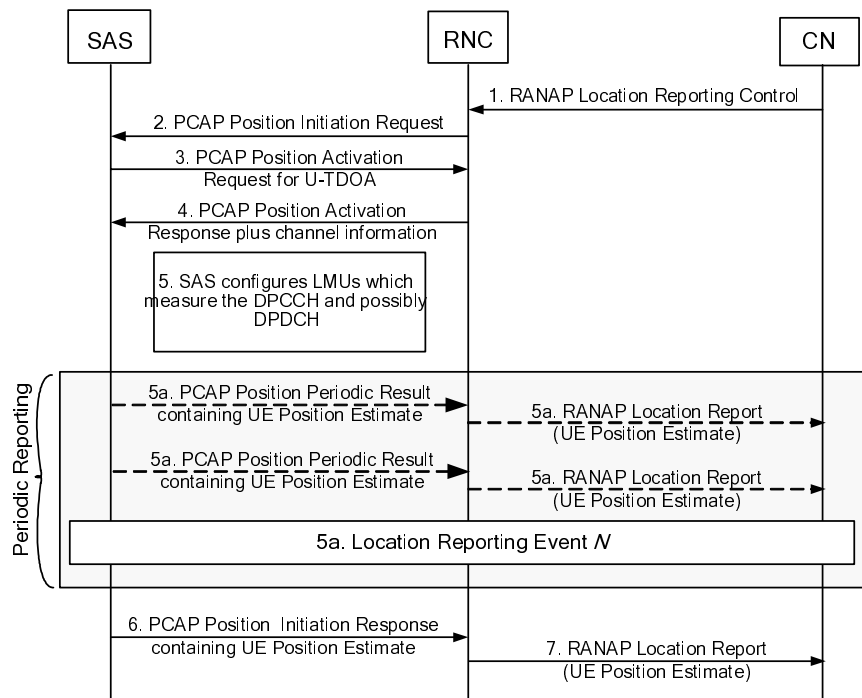 SAS
RNC
CN
1. RANAP Location Reporting Control
2. PCAP Position Initiation Request
3. PCAP Position Activation
Request for U-TDOA
4. PCAP Position Activation
Response plus channel information
5. SAS configures LMUs which
measure the DPCCH and possibly
DPDCH
Periodic Reporting
5a. PCAP Position Periodic Result
containing UE Position Estimate
5a. RANAP Location Report
(UE Position Estimate)
5a. PCAP Position Periodic Result
containing UE Position Estimate
5a. RANAP Location Report
(UE Position Estimate)
5a. Location Reporting Event N
6. PCAP Position Initiation Response
containing UE Position Estimate
7. RANAP Location Report
(UE Position Estimate)